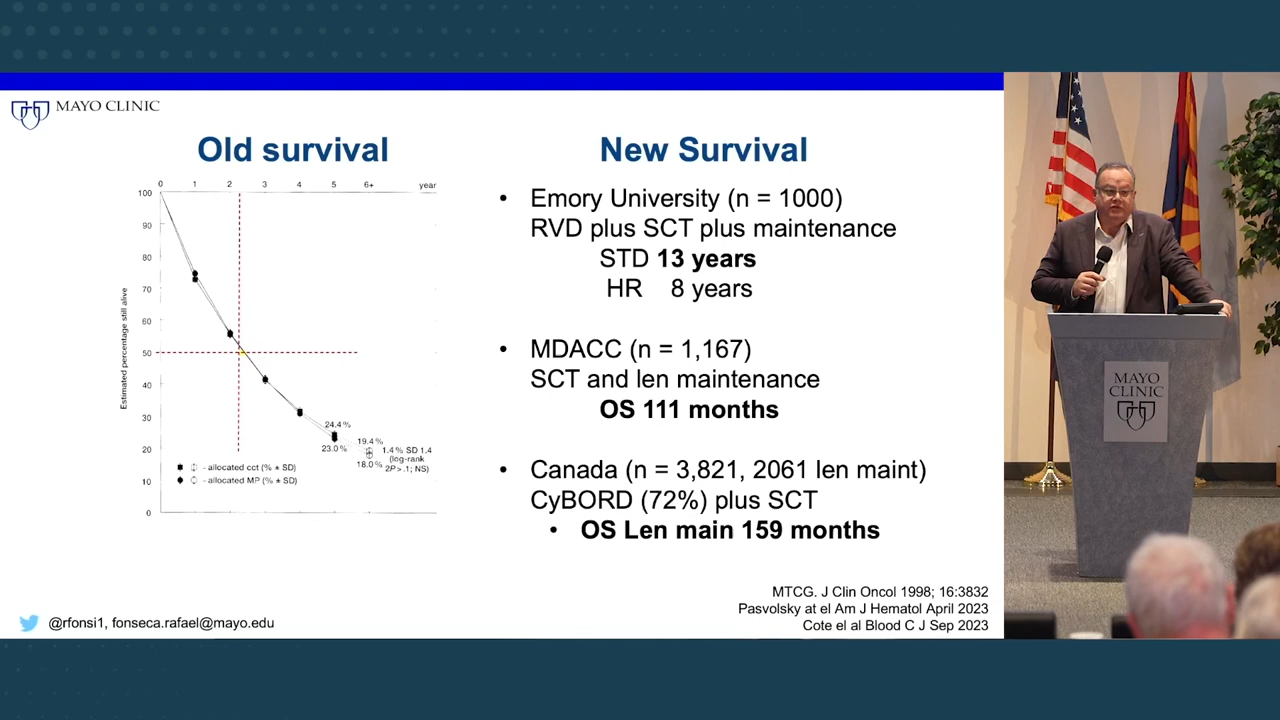 MAYO CLINIC
Old survival
0 1 2 3 4 5 6+ year
100
90
80
70
60
50
40
30
20
10
0
Estimated percentage still alive
24.4 %
23.0 %
19.4 %
18.0 %
1.4 % SD 1.4
(log-rank
2P > .1; NS)
- allocated cct (% ± SD)
- allocated MP (% ± SD)
New Survival
• Emory University (n = 1000)
RVD plus SCT plus maintenance
STD 13 years
HR 8 years
• MDACC (n = 1,167)
SCT and len maintenance
OS 111 months
• Canada (n = 3,821, 2061 len maint)
CyBORD (72%) plus SCT
• OS Len main 159 months
MTCG. J Clin Oncol 1998; 16:3832
Pasvolsky at el Am J Hematol April 2023
Cote el al Blood C J Sep 2023
@rfonsi1, fonseca.rafael@mayo.edu
MAYO
CLINIC